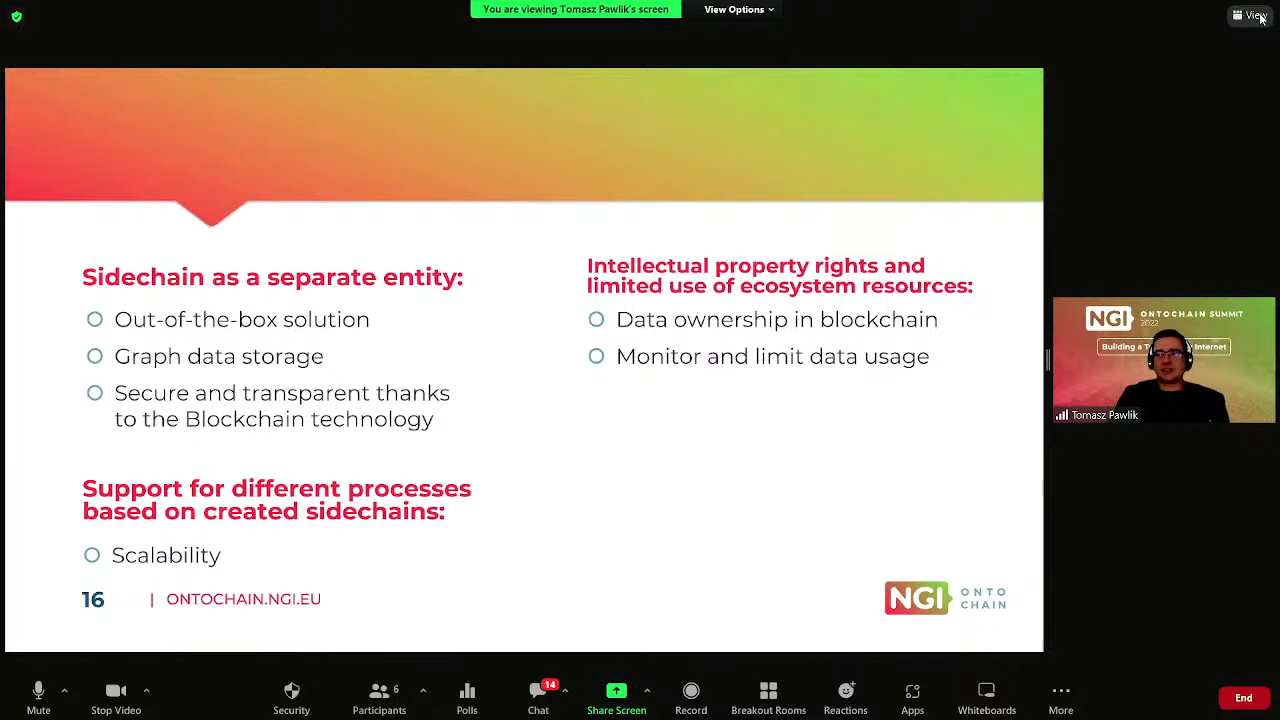 You are viewing Tomasz Pawlik's screen
View Options
View
Sidechain as a separate entity:
Out-of-the-box solution
Graph data storage
Secure and transparent thanks
to the Blockchain technology
Support for different processes
based on created sidechains:
Scalability
Intellectual property rights and
limited use of ecosystem resources:
Data ownership in blockchain
Monitor and limit data usage
16 | ONTOCHAIN.NGI.EU
NGI ONTO
CHAIN
NGI ONTOCHAIN SUMMIT
2022
Building a T
Internet
Tomasz Pawlik
Mute
Stop Video
Security
6
Participants
Polls
14
Chat
Share Screen
Record
Breakout Rooms
Reactions
Apps
Whiteboards
More
End